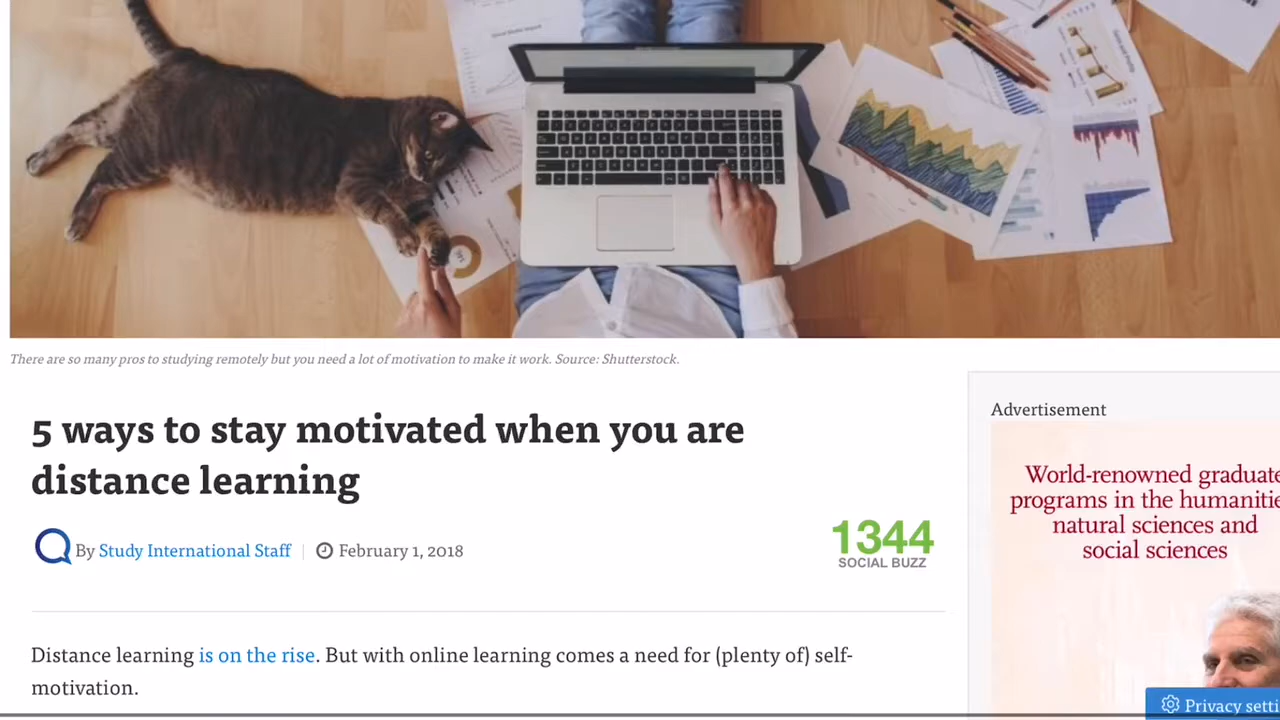 There are so many pros to studying remotely but you need a lot of motivation to make it work. Source: Shutterstock.
5 ways to stay motivated when you are
distance learning
By Study International Staff
February 1, 2018
1344
SOCIAL BUZZ
Distance learning is on the rise. But with online learning comes a need for (plenty of) self-
motivation.
Advertisement
World-renowned graduate
programs in the humanitie
natural sciences and
social sciences
Privacy setti